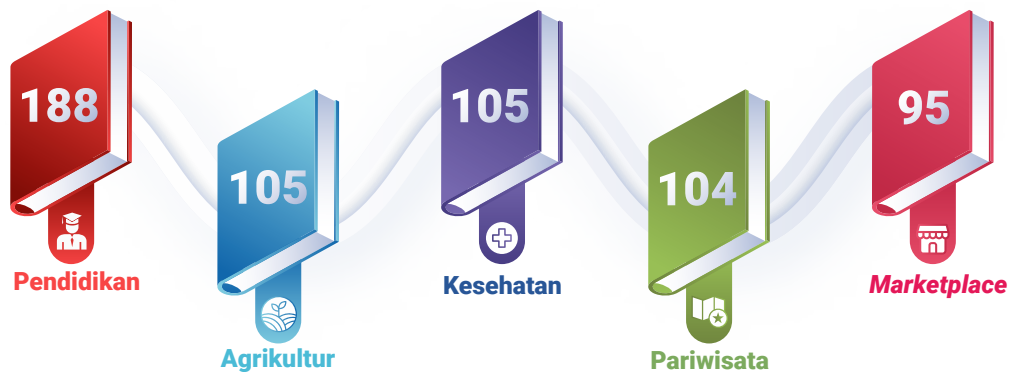 188
Pendidikan
105
Agrikultur
105
Kesehatan
104
Pariwisata
95
Marketplace